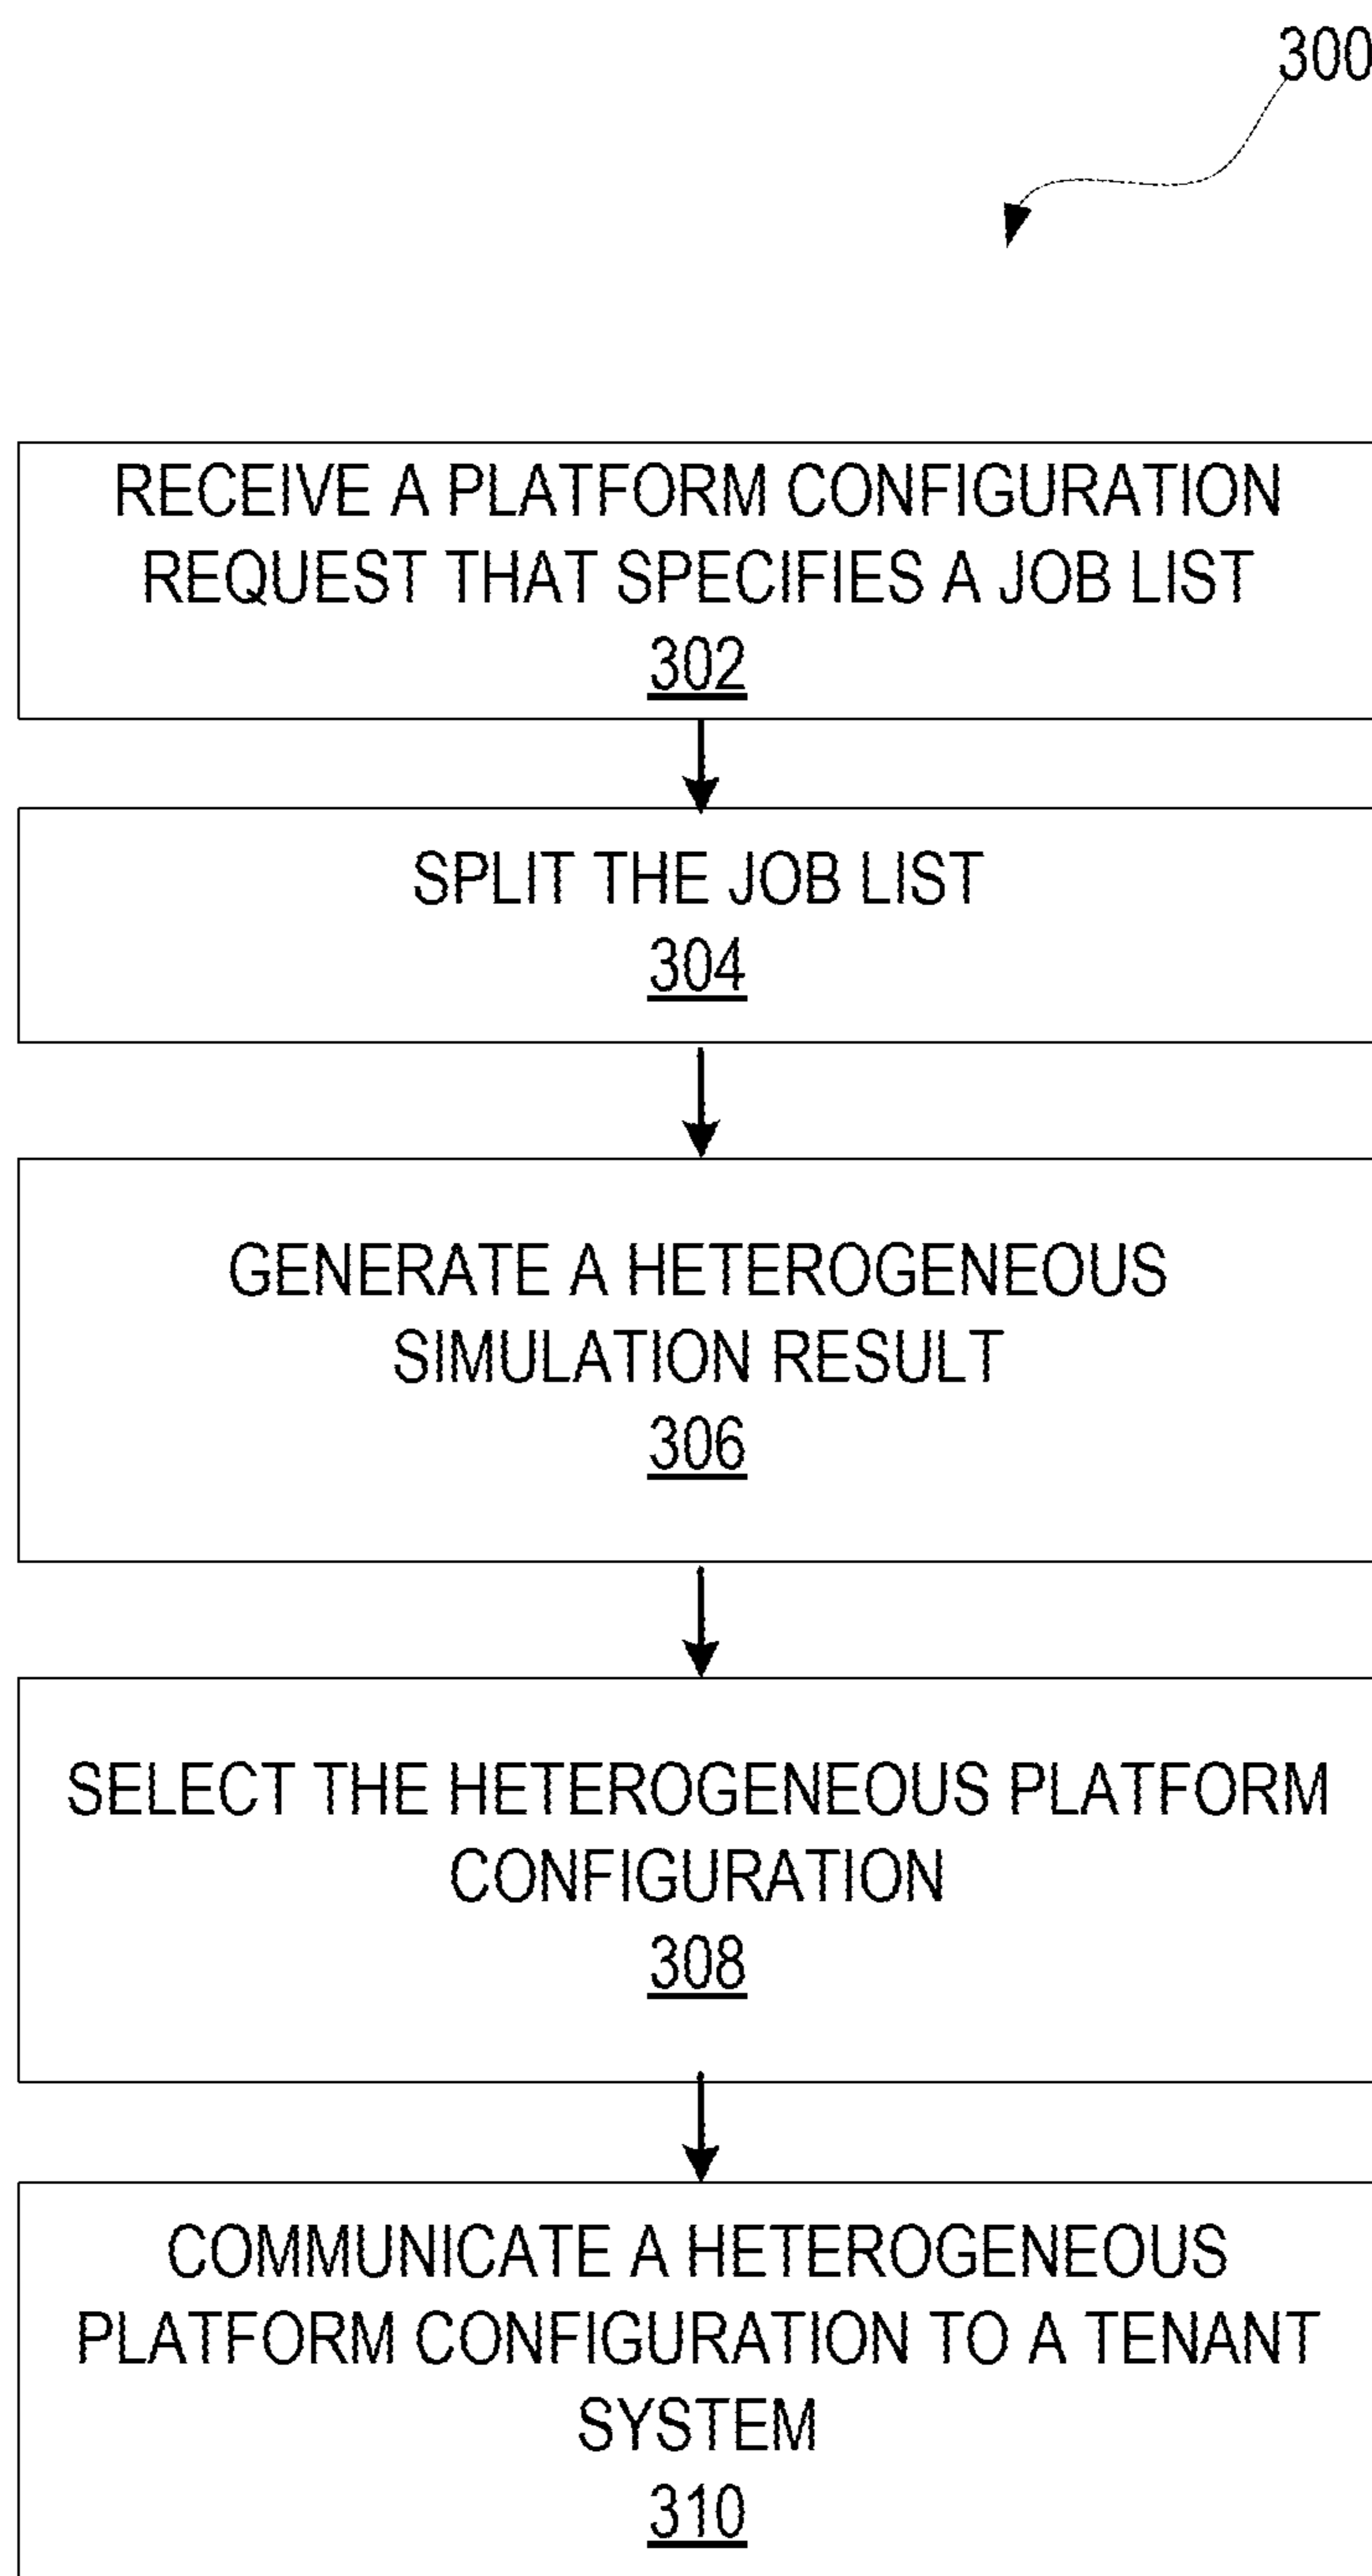 300
RECEIVE A PLATFORM CONFIGURATION
REQUEST THAT SPECIFIES A JOB LIST
302
SPLIT THE JOB LIST
304
GENERATE A HETEROGENEOUS
SIMULATION RESULT
306
SELECT THE HETEROGENEOUS PLATFORM
CONFIGURATION
308
COMMUNICATE A HETEROGENEOUS
PLATFORM CONFIGURATION TO A TENANT
SYSTEM
310